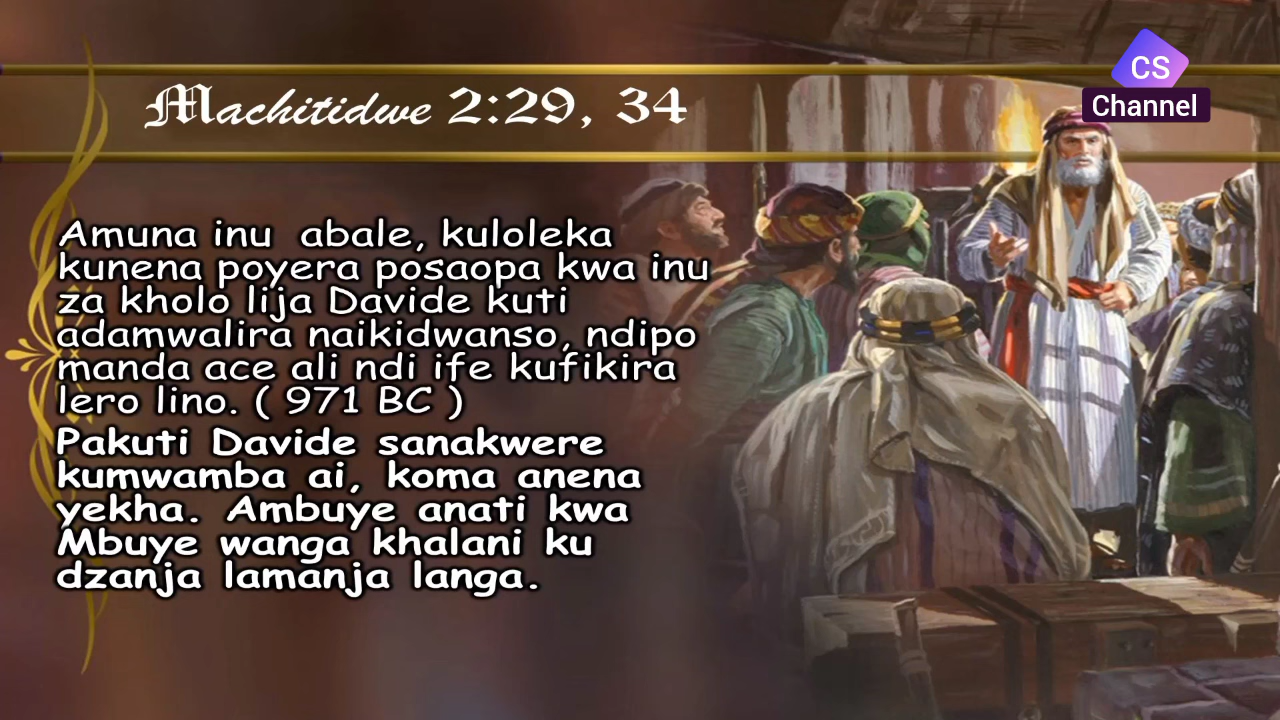 Machitidwe 2:29, 34
CS
Channel
Amuna inu abale, kuloleka
kunena poyera posaopa kwa inu
za kholo lija Davide kuti
adamwalira naikidwanso, ndipo
manda ace ali ndi ife kufikira
lero lino. ( 971 BC )
Pakuti Davide sanakwere
kumwamba ai, koma anena
yekha. Ambuye anati kwa
Mbuye wanga khalani ku
dzanja lamanja langa.